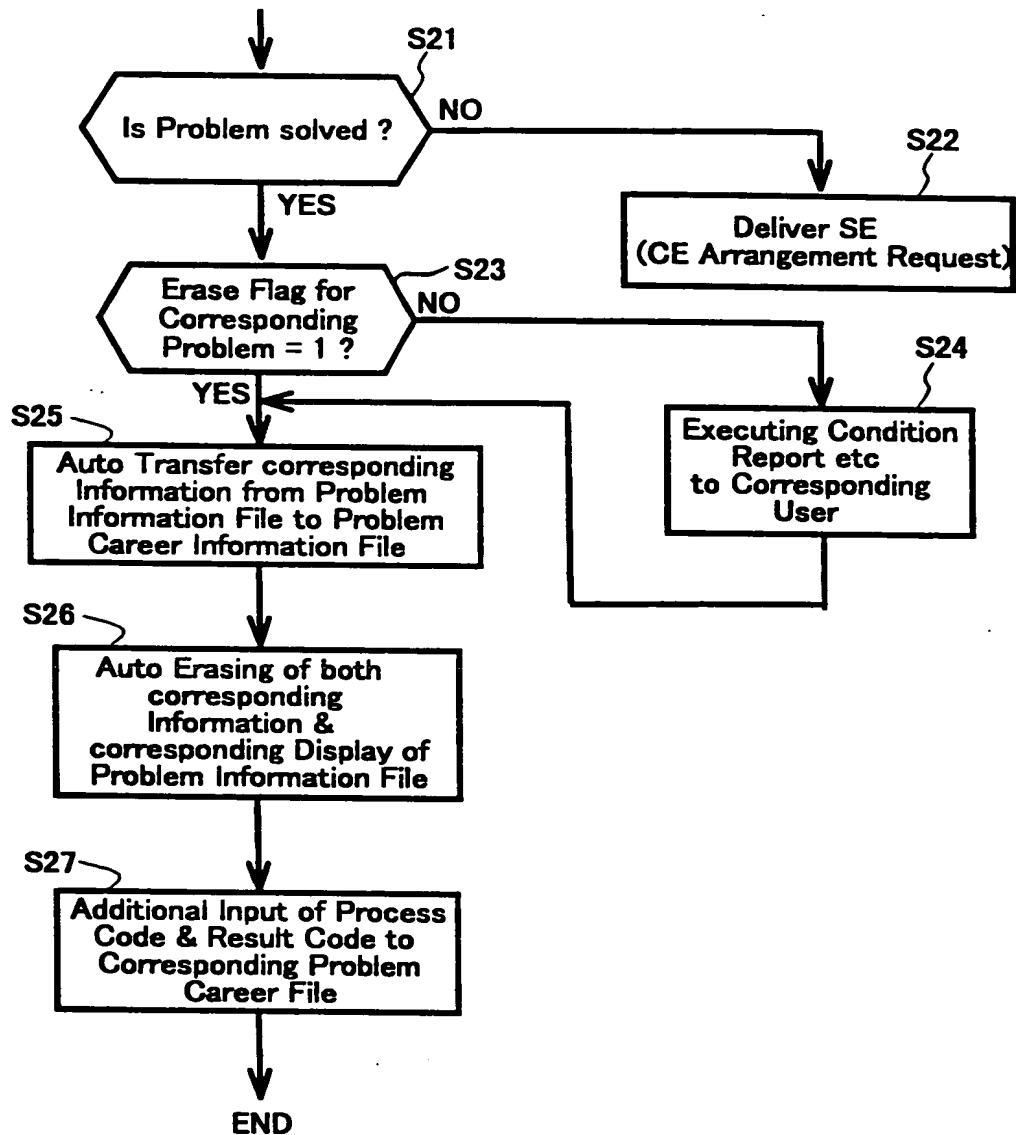 S21
Is Problem solved ?
NO
YES
S22
Deliver SE
(CE Arrangement Request)
S23
Erase Flag for
Corresponding
Problem = 1 ?
NO
YES
S24
Executing Condition
Report etc
to Corresponding
User
S25
Auto Transfer corresponding
Information from Problem
Information File to Problem
Career Information File
S26
Auto Erasing of both
corresponding
Information &
corresponding Display of
Problem Information File
S27
Additional Input of Process
Code & Result Code to
Corresponding Problem
Career File
END